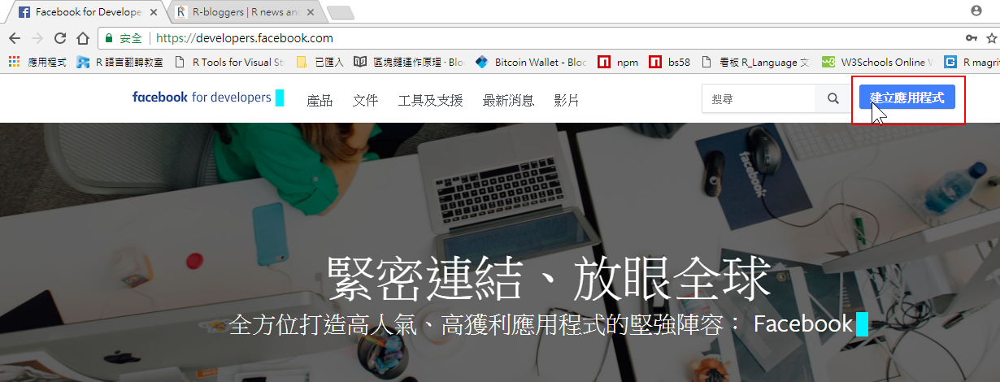 Facebook for Develope
R-bloggers | R news an
安全 https://developers.facebook.com
應用程式 R 語言翻轉教室 R Tools for Visual St 已匯入 區塊鏈運作原理 · Blo Bitcoin Wallet - Bloc npm bs58 看板 R_Language 文 W3Schools Online R magrit
facebook for developers 產品 文件 工具及支援 最新消息 影片 搜尋 建立應用程式
facebook
緊密連結、放眼全球
全方位打造高人氣、高獲利應用程式的堅強陣容： Facebook